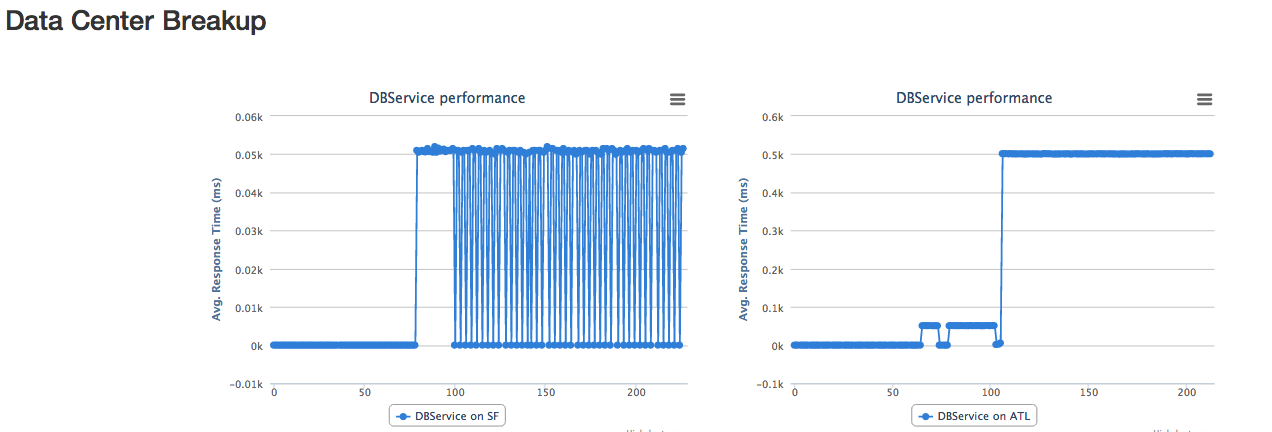 Data Center Breakup
DBService performance
0.06k
0.05k
0.04k
0.03k
0.02k
0.01k
0k
−0.01k
Avg. Response Time (ms)
0 50 100 150 200
DBService on SF
DBService performance
0.6k
0.5k
0.4k
0.3k
0.2k
0.1k
0k
−0.1k
Avg. Response Time (ms)
0 50 100 150 200
DBService on ATL